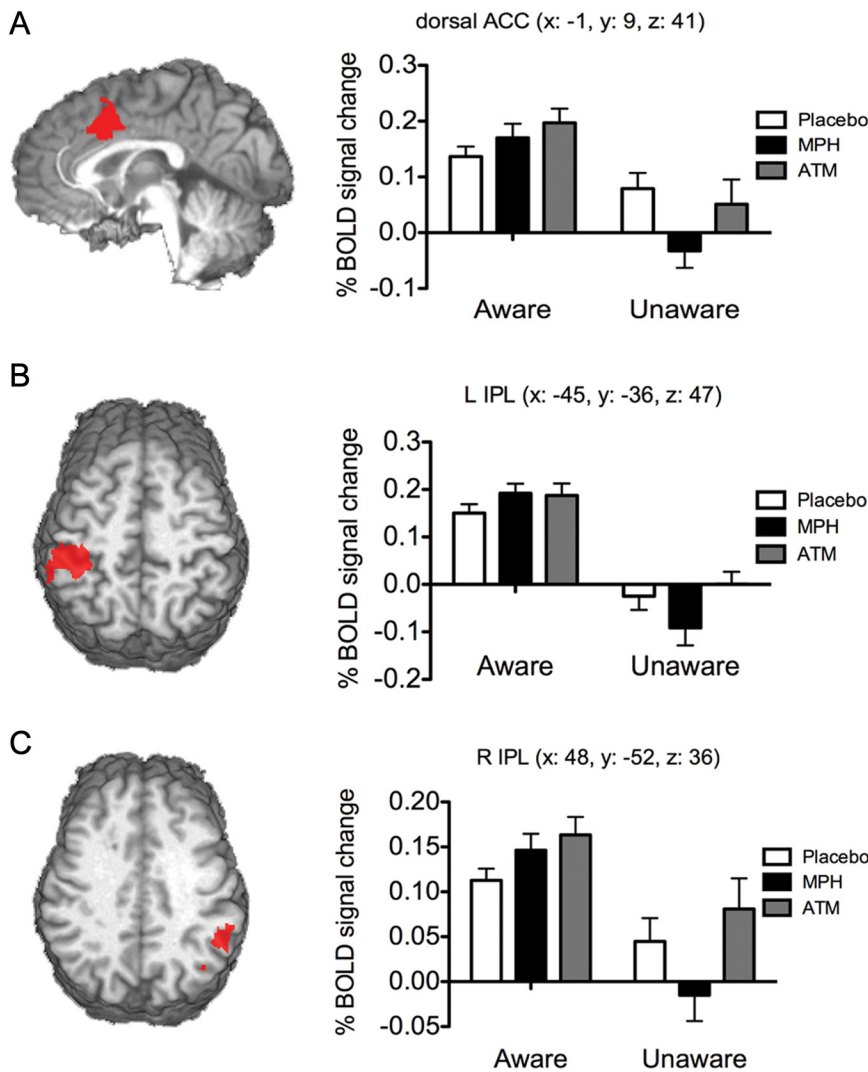 A
dorsal ACC (x: -1, y: 9, z: 41)
% BOLD signal change
0.3
0.2
0.1
0.0
-0.1
Placebo
MPH
ATM
Aware Unaware
B
L IPL (x: -45, y: -36, z: 47)
% BOLD signal change
0.3
0.2
0.1
0.0
-0.1
-0.2
Placebo
MPH
ATM
Aware Unaware
C
R IPL (x: 48, y: -52, z: 36)
% BOLD signal change
0.20
0.15
0.10
0.05
0.00
-0.05
Placebo
MPH
ATM
Aware Unaware